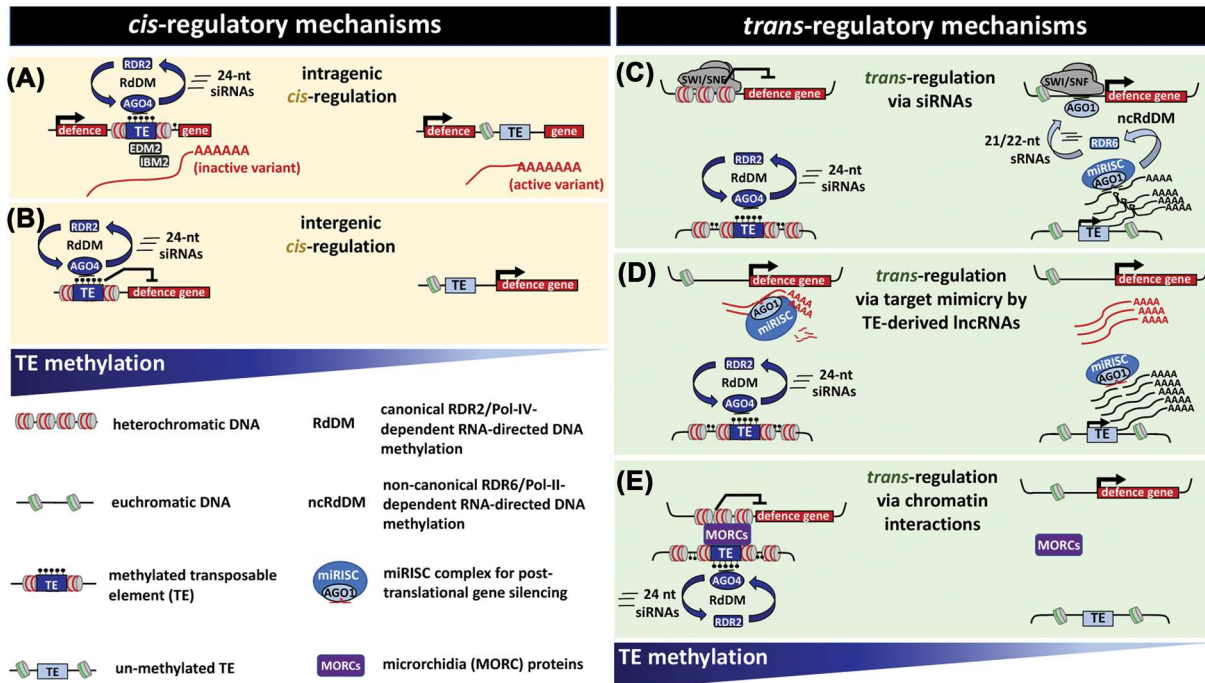 cis-regulatory mechanisms
(A)
RDR2
RdDM
AGO4
24-nt
siRNAs
intragenic
cis-regulation
defence
TE
gene
EDM2
IBM2
AAAAAA
(inactive variant)
defence
TE
gene
AAAAAAA
(active variant)
(B)
RDR2
RdDM
AGO4
24-nt
siRNAs
intergenic
cis-regulation
TE
defence gene
TE
defence gene
TE methylation
heterochromatic DNA
RdDM
canonical RDR2/Pol-IV-
dependent RNA-directed DNA
methylation
euchromatic DNA
ncRdDM
non-canonical RDR6/Pol-II-
dependent RNA-directed DNA
methylation
TE
methylated transposable
element (TE)
miRISC
AGO1
miRISC complex for post-
translational gene silencing
TE
un-methylated TE
MORCs
microrchidia (MORC) proteins
trans-regulatory mechanisms
(C)
SWI/SNF
defence gene
trans-regulation
via siRNAs
SWI/SNF
defence gene
AGO1
ncRdDM
21/22-nt
sRNAs
RDR6
miRISC
AGO1
AAAA
AAAA
AAAA
AAAA
TE
RDR2
RdDM
AGO4
24-nt
siRNAs
TE
(D)
defence gene
AAAA
AAAA
AGO1
miRISC
trans-regulation
via target mimicry by
TE-derived lncRNAs
defence gene
AAAA
AAAA
AAAA
RDR2
RdDM
AGO4
24-nt
siRNAs
TE
miRISC
AGO1
AAAA
AAAA
AAAA
AAAA
TE
(E)
defence gene
MORCs
TE
AGO4
RdDM
RDR2
24 nt
siRNAs
trans-regulation
via chromatin
interactions
defence gene
MORCs
TE
TE methylation